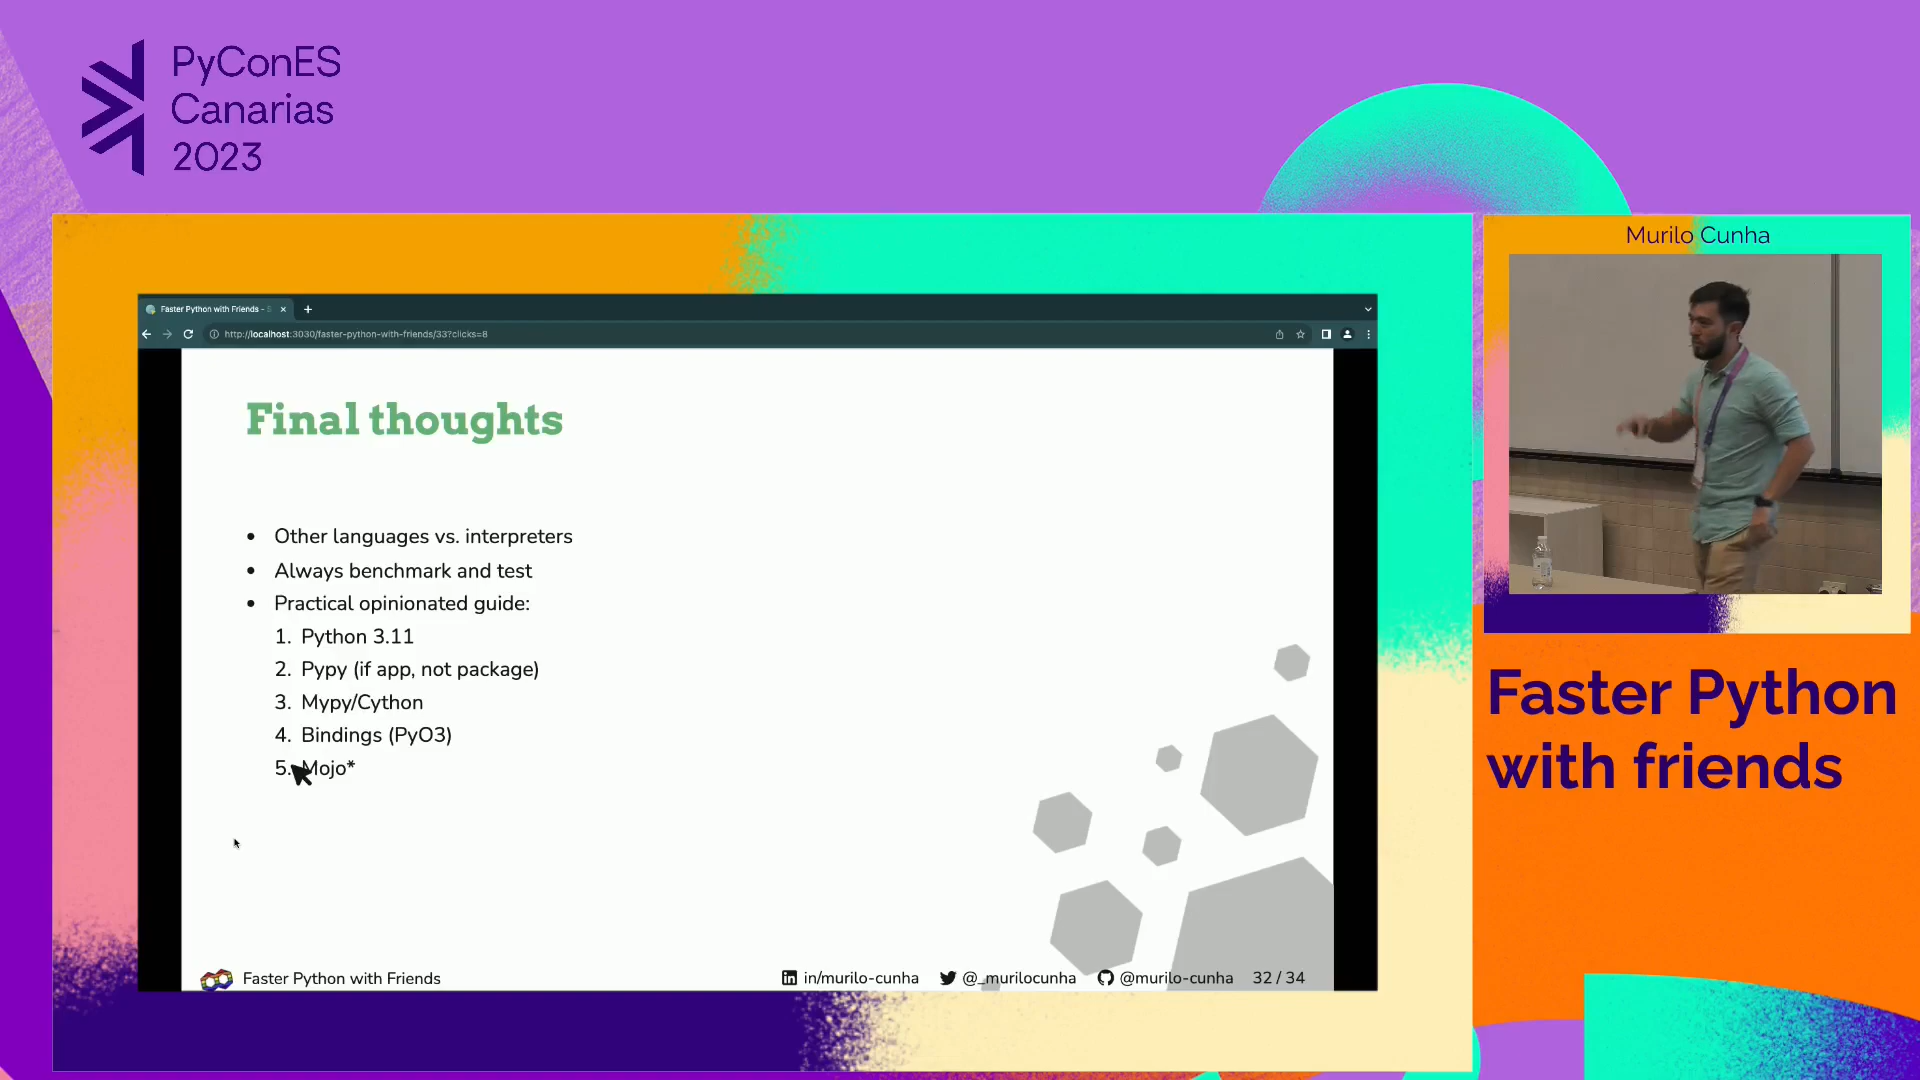 PyConES
Canarias
2023
Murilo Cunha
Faster Python with Friends -
http://localhost:3030/faster-python-with-friends/33?clicks=8
Final thoughts
• Other languages vs. interpreters
• Always benchmark and test
• Practical opinionated guide:
1. Python 3.11
2. Pypy (if app, not package)
3. Mypy/Cython
4. Bindings (PyO3)
5. Mojo*
Faster Python with Friends
in/murilo-cunha
@_murilocunha
@murilo-cunha
32 / 34
Faster Python
with friends